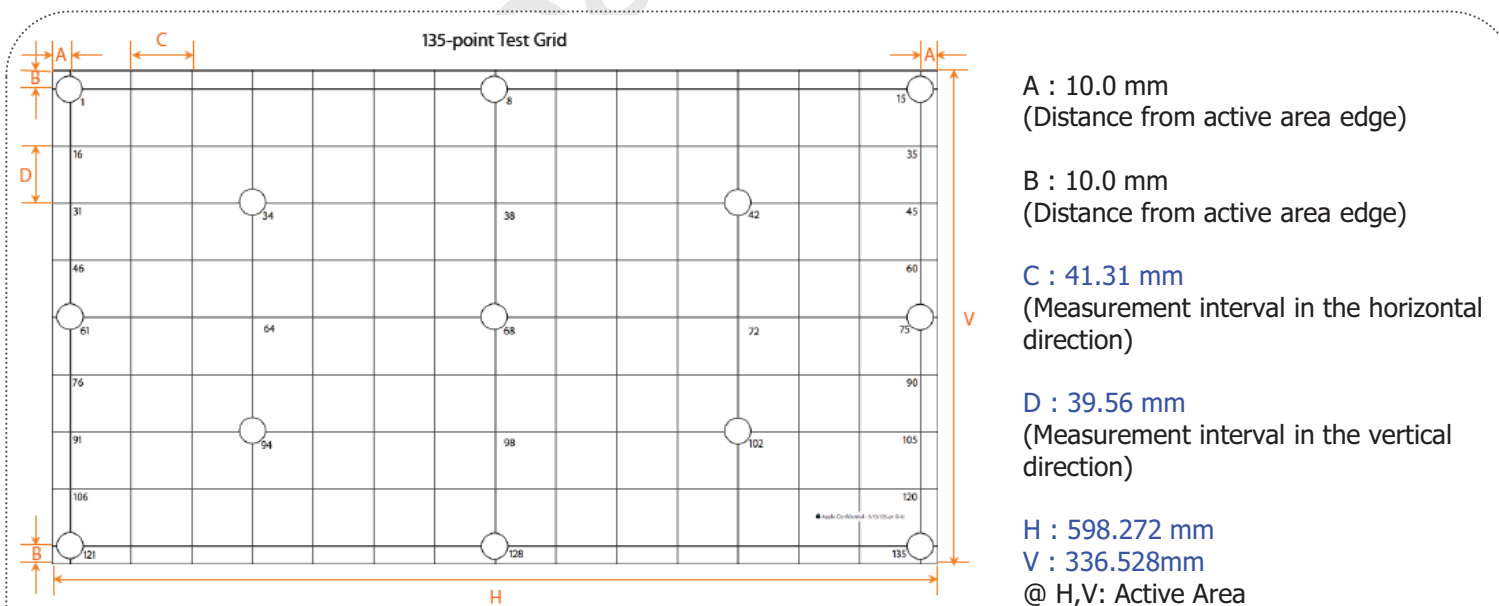 135-point Test Grid
A
C
A
B
1
8
15
16
35
D
31
34
38
42
45
46
60
61
64
68
72
75
V
76
90
91
94
98
102
105
106
120
Apple Confidential
B
121
128
135
H
A : 10.0 mm
(Distance from active area edge)
B : 10.0 mm
(Distance from active area edge)
C : 41.31 mm
(Measurement interval in the horizontal
direction)
D : 39.56 mm
(Measurement interval in the vertical
direction)
H : 598.272 mm
V : 336.528mm
@ H,V: Active Area